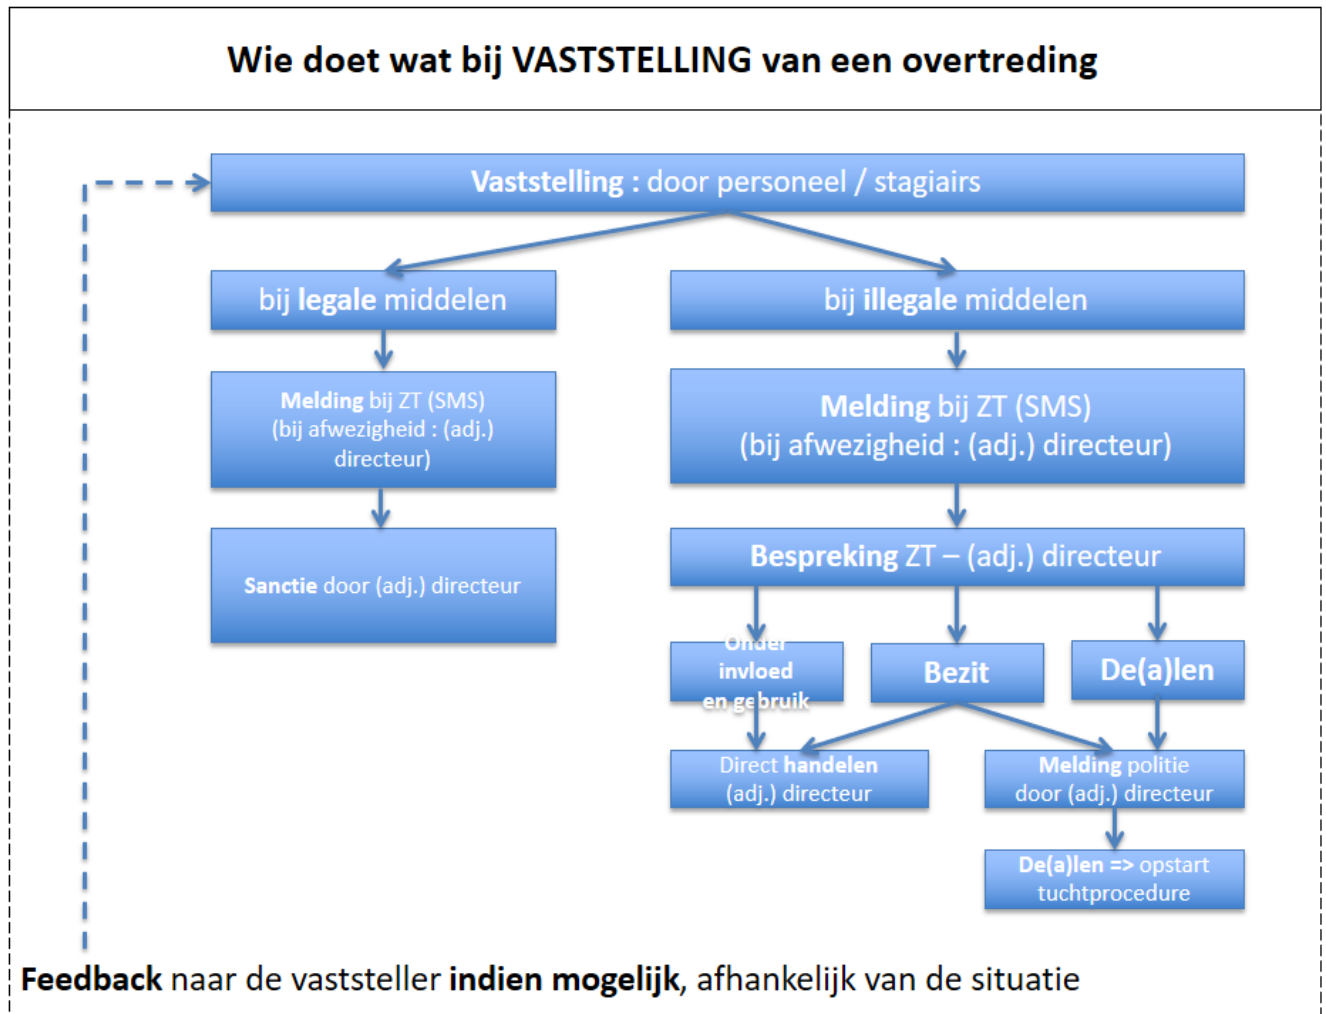 Wie doet wat bij VASTSTELLING van een overtreding
Vaststelling : door personeel / stagiairs
bij legale middelen
bij illegale middelen
Melding bij ZT (SMS)
(bij afwezigheid : (adj.)
directeur)
Melding bij ZT (SMS)
(bij afwezigheid : (adj.) directeur)
Sanctie door (adj.) directeur
Bespreking ZT – (adj.) directeur
Onder
invloed
en gebruik
Bezit
De(a)len
Direct handelen
(adj.) directeur
Melding politie
door (adj.) directeur
De(a)len => opstart
tuchtprocedure
Feedback naar de vaststeller indien mogelijk, afhankelijk van de situatie